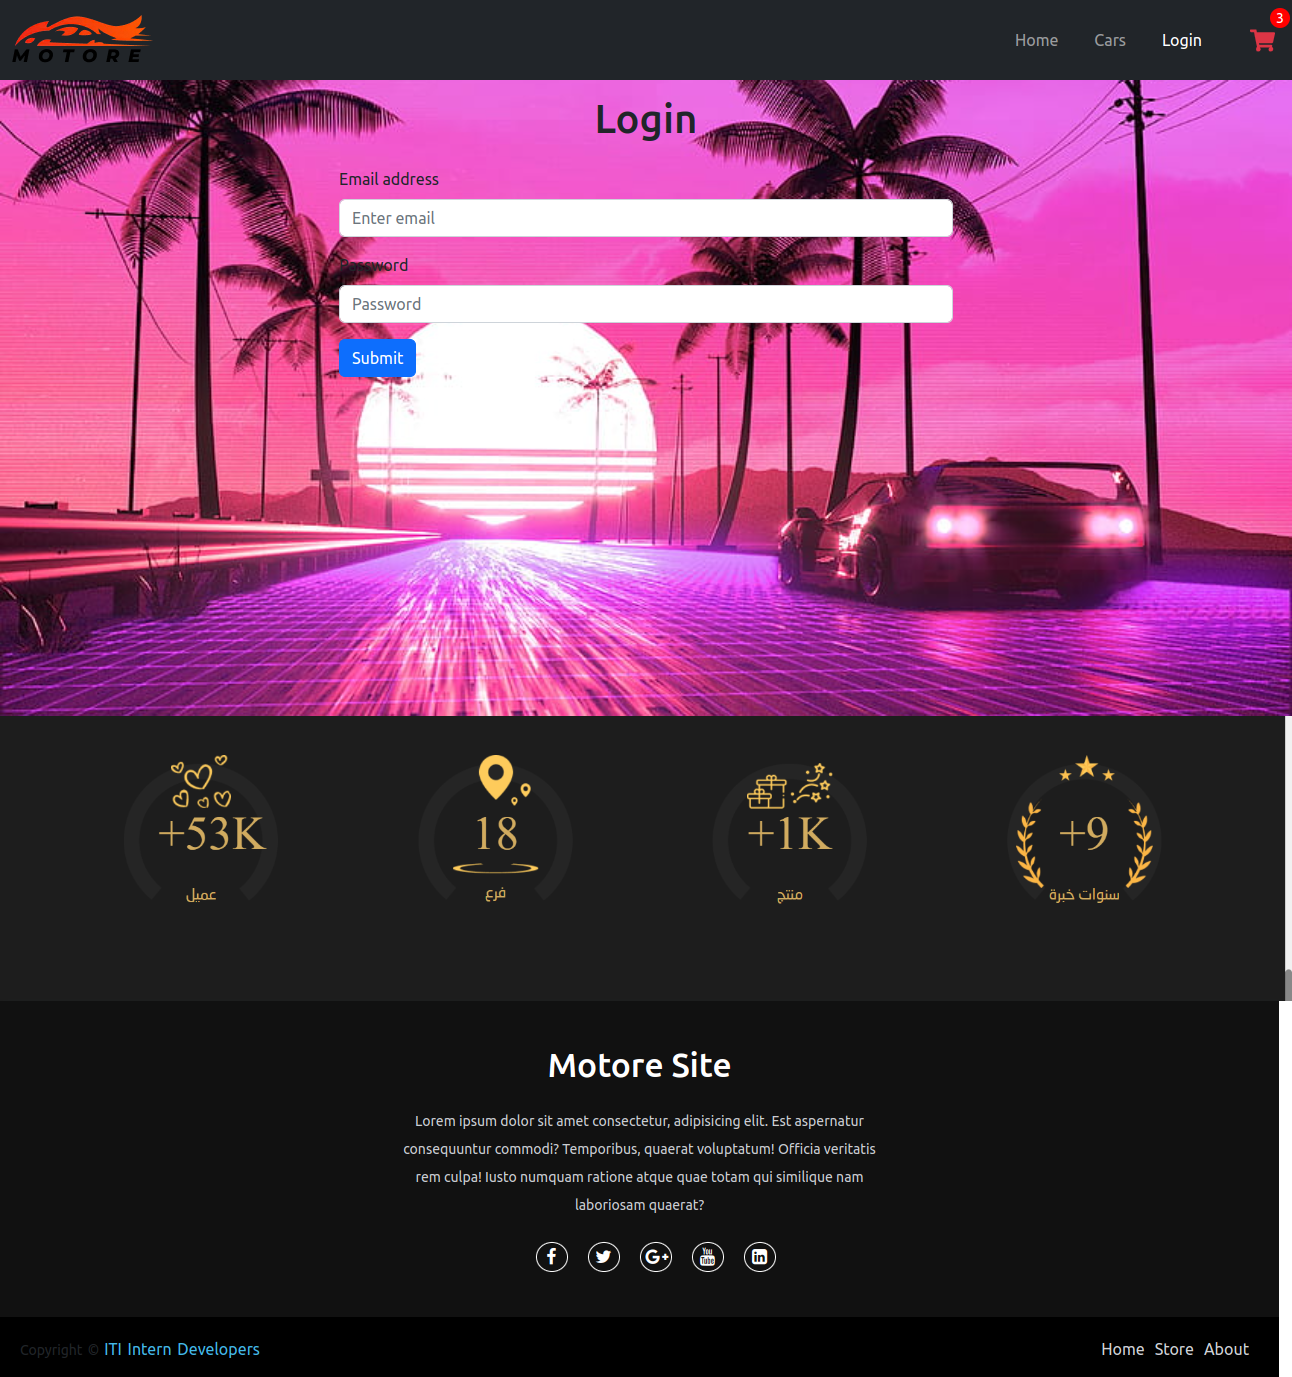 MOTORE
Home Cars Login 3
Login
Email address
Enter email
Password
Password
Submit
+53K
عميل
18
فرع
+1K
منتج
+9
سنوات خبرة
Motore Site
Lorem ipsum dolor sit amet consectetur, adipisicing elit. Est aspernatur
consequuntur commodi? Temporibus, quaerat voluptatum! Officia veritatis
rem culpa! Iusto numquam ratione atque quae totam qui similique nam
laboriosam quaerat?
You
Tube
Copyright © ITI Intern Developers
Home Store About